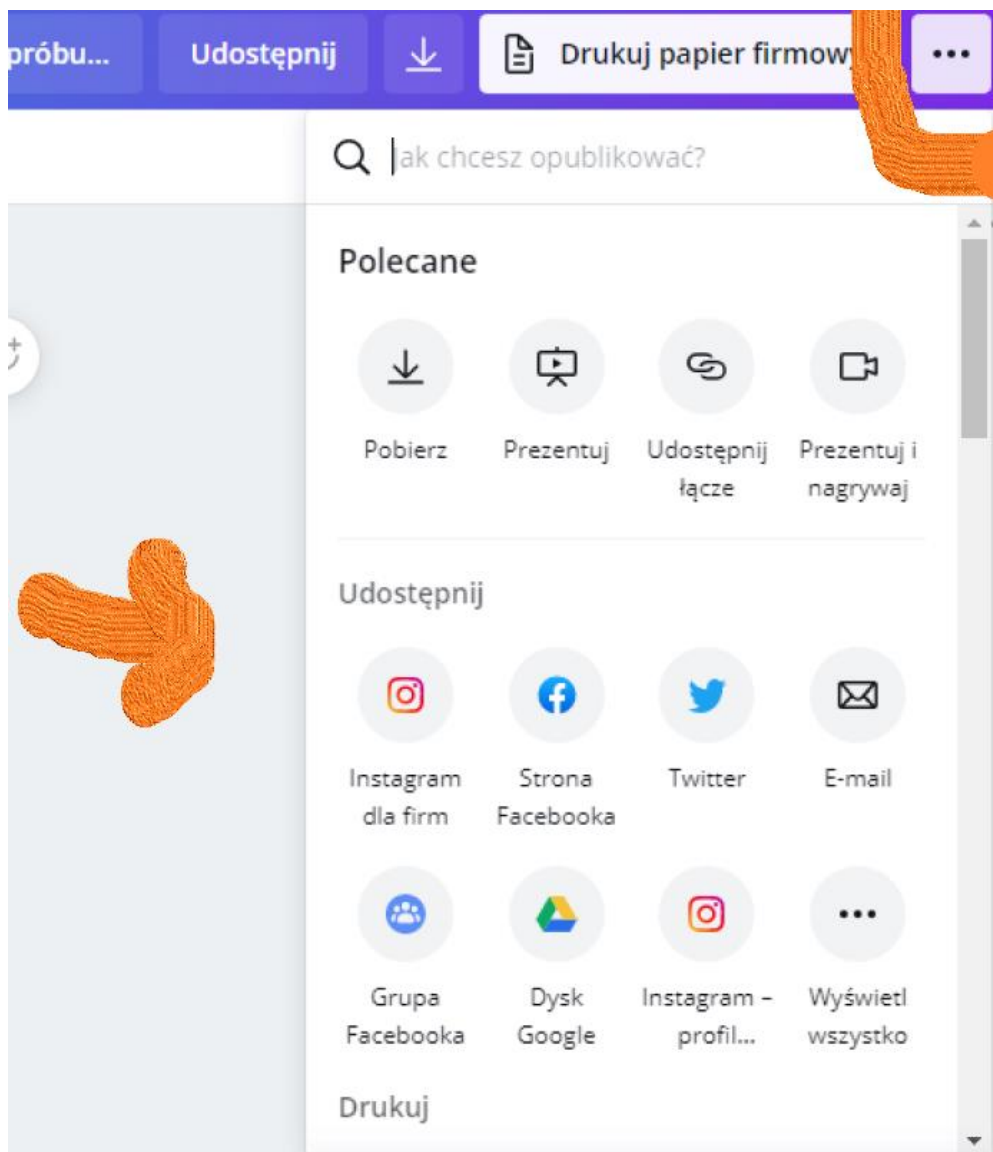 próbu...
Udostępnij
Drukuj papier firmowy
Jak chcesz opublikować?
Polecane
Pobierz
Prezentuj
Udostępnij
łącze
Prezentuj i
nagrywaj
Udostępnij
Instagram
dla firm
Strona
Facebooka
Twitter
E-mail
Grupa
Facebooka
Dysk
Google
Instagram –
profil...
Wyświetl
wszystko
Drukuj